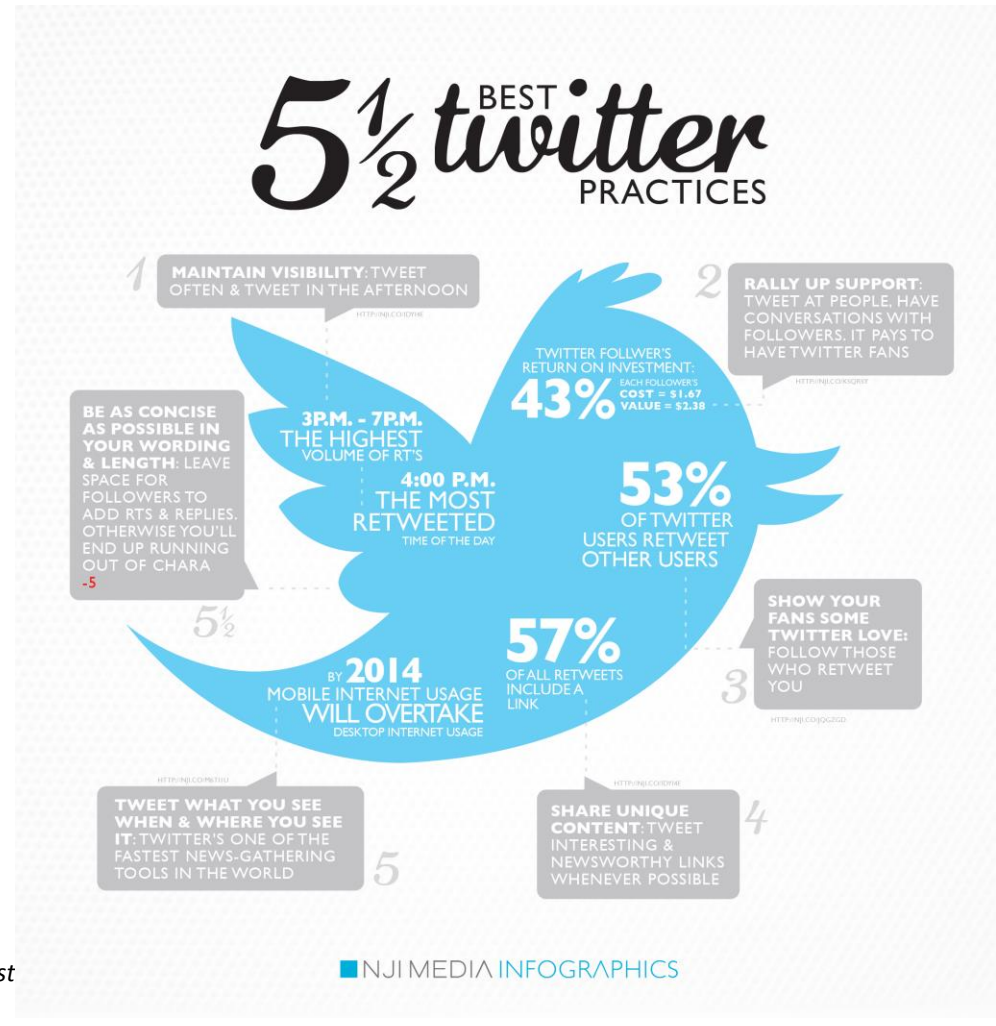 5 1/2 BEST twitter
PRACTICES
1
MAINTAIN VISIBILITY: TWEET
OFTEN & TWEET IN THE AFTERNOON
2
RALLY UP SUPPORT:
TWEET AT PEOPLE, HAVE
CONVERSATIONS WITH
FOLLOWERS. IT PAYS TO
HAVE TWITTER FANS
TWITTER FOLLWER'S
RETURN ON INVESTMENT:
43% EACH FOLLOWER'S
COST = $1.67
VALUE = $2.38
3P.M. - 7P.M.
THE HIGHEST
VOLUME OF RT'S
4:00 P.M.
THE MOST
RETWEETED
TIME OF THE DAY
53%
OF TWITTER
USERS RETWEET
OTHER USERS
BE AS CONCISE
AS POSSIBLE IN
YOUR WORDING
& LENGTH: LEAVE
SPACE FOR
FOLLOWERS TO
ADD RTS & REPLIES.
OTHERWISE YOU'LL
END UP RUNNING
OUT OF CHARA
-5
5 1/2
SHOW YOUR
FANS SOME
TWITTER LOVE:
FOLLOW THOSE
WHO RETWEET
YOU
3
57%
OF ALL RETWEETS
INCLUDE A
LINK
BY 2014
MOBILE INTERNET USAGE
WILL OVERTAKE
DESKTOP INTERNET USAGE
TWEET WHAT YOU SEE
WHEN & WHERE YOU SEE
IT: TWITTER'S ONE OF THE
FASTEST NEWS-GATHERING
TOOLS IN THE WORLD
5
SHARE UNIQUE
CONTENT: TWEET
INTERESTING &
NEWSWORTHY LINKS
WHENEVER POSSIBLE
4
st
NJI MEDIA INFOGRAPHICS